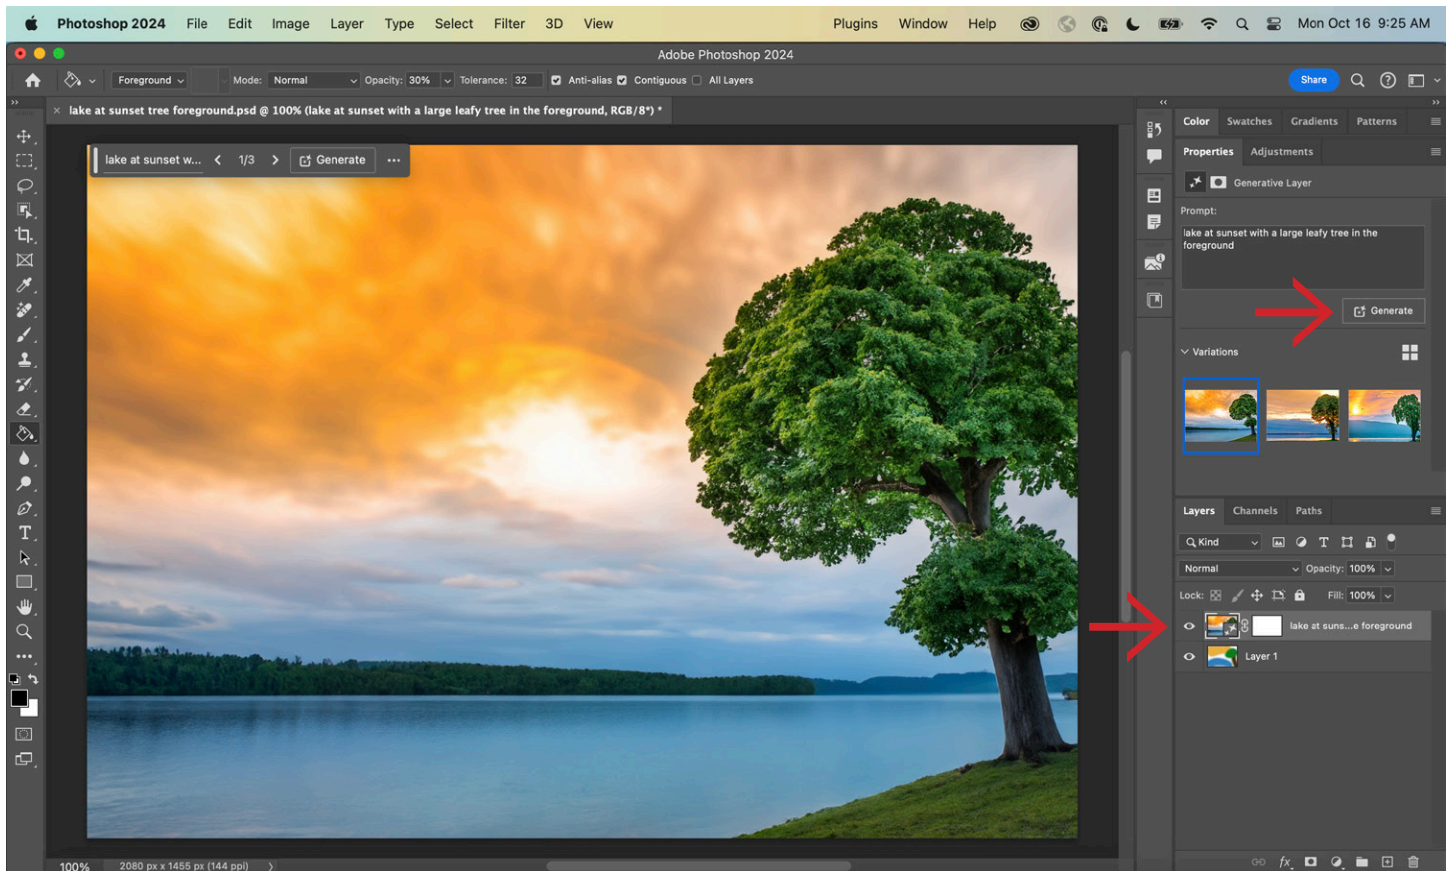 Photoshop 2024 File Edit Image Layer Type Select Filter 3D View Plugins Window Help Mon Oct 16 9:25 AM
Adobe Photoshop 2024
Foreground Mode: Normal Opacity: 30% Tolerance: 32 Anti-alias Contiguous All Layers Share
× lake at sunset tree foreground.psd @ 100% (lake at sunset with a large leafy tree in the foreground, RGB/8*) *
Color Swatches Gradients Patterns
Properties Adjustments
lake at sunset w... 1/3 Generate ...
Generative Layer
Prompt:
lake at sunset with a large leafy tree in the
foreground
Generate
Variations
Layers Channels Paths
Kind
Normal Opacity: 100%
Lock: Fill: 100%
lake at suns...e foreground
Layer 1
100% 2080 px x 1455 px (144 ppi)
fx